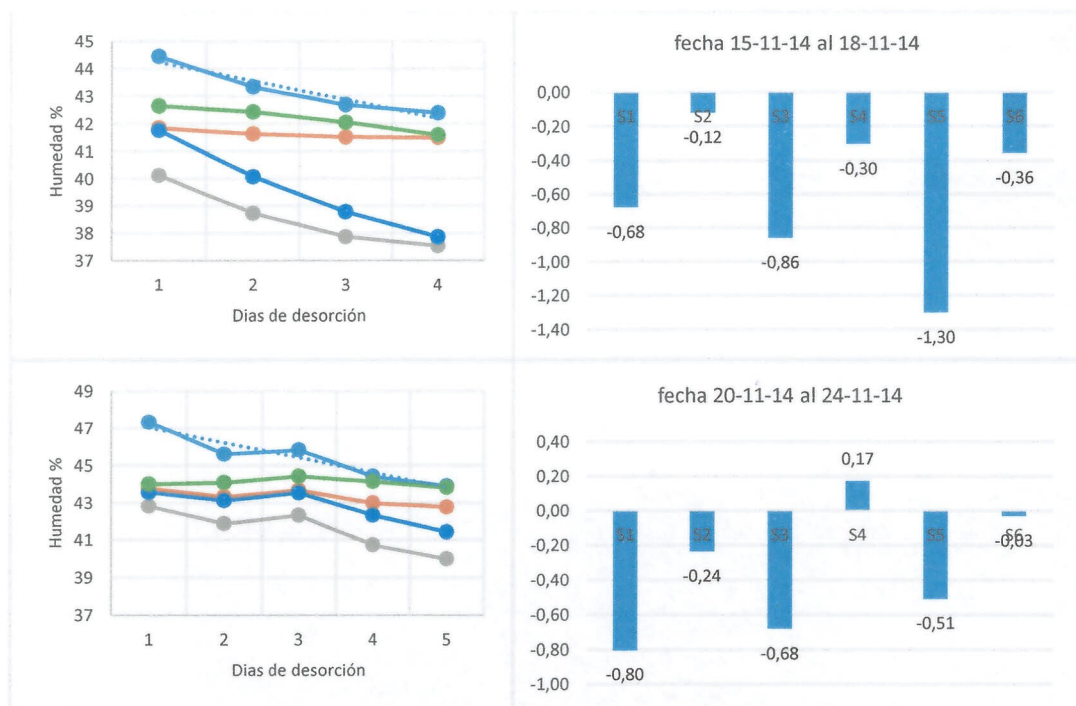 45
44
43
42
41
40
39
38
37
Humedad %
1 2 3 4
Dias de desorción
fecha 15-11-14 al 18-11-14
0,00
-0,20
-0,40
-0,60
-0,80
-1,00
-1,20
-1,40
S1 S2 S3 S4 S5 S6
-0,68 -0,12 -0,86 -0,30 -1,30 -0,36
49
47
45
43
41
39
37
Humedad %
1 2 3 4 5
Dias de desorción
fecha 20-11-14 al 24-11-14
0,40
0,20
0,00
-0,20
-0,40
-0,60
-0,80
-1,00
S1 S2 S3 S4 S5 S6
-0,80 -0,24 -0,68 0,17 -0,51 -0,03